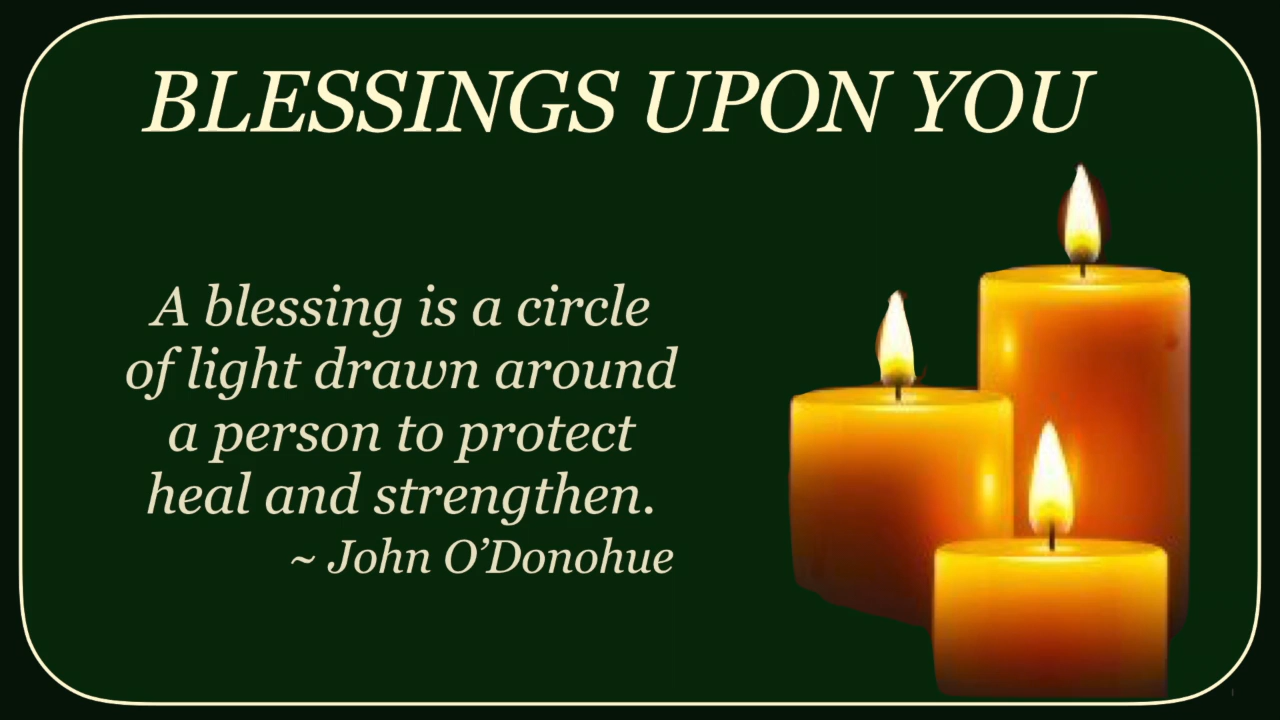 BLESSINGS UPON YOU
A blessing is a circle
of light drawn around
a person to protect
heal and strengthen.
~ John O’Donohue